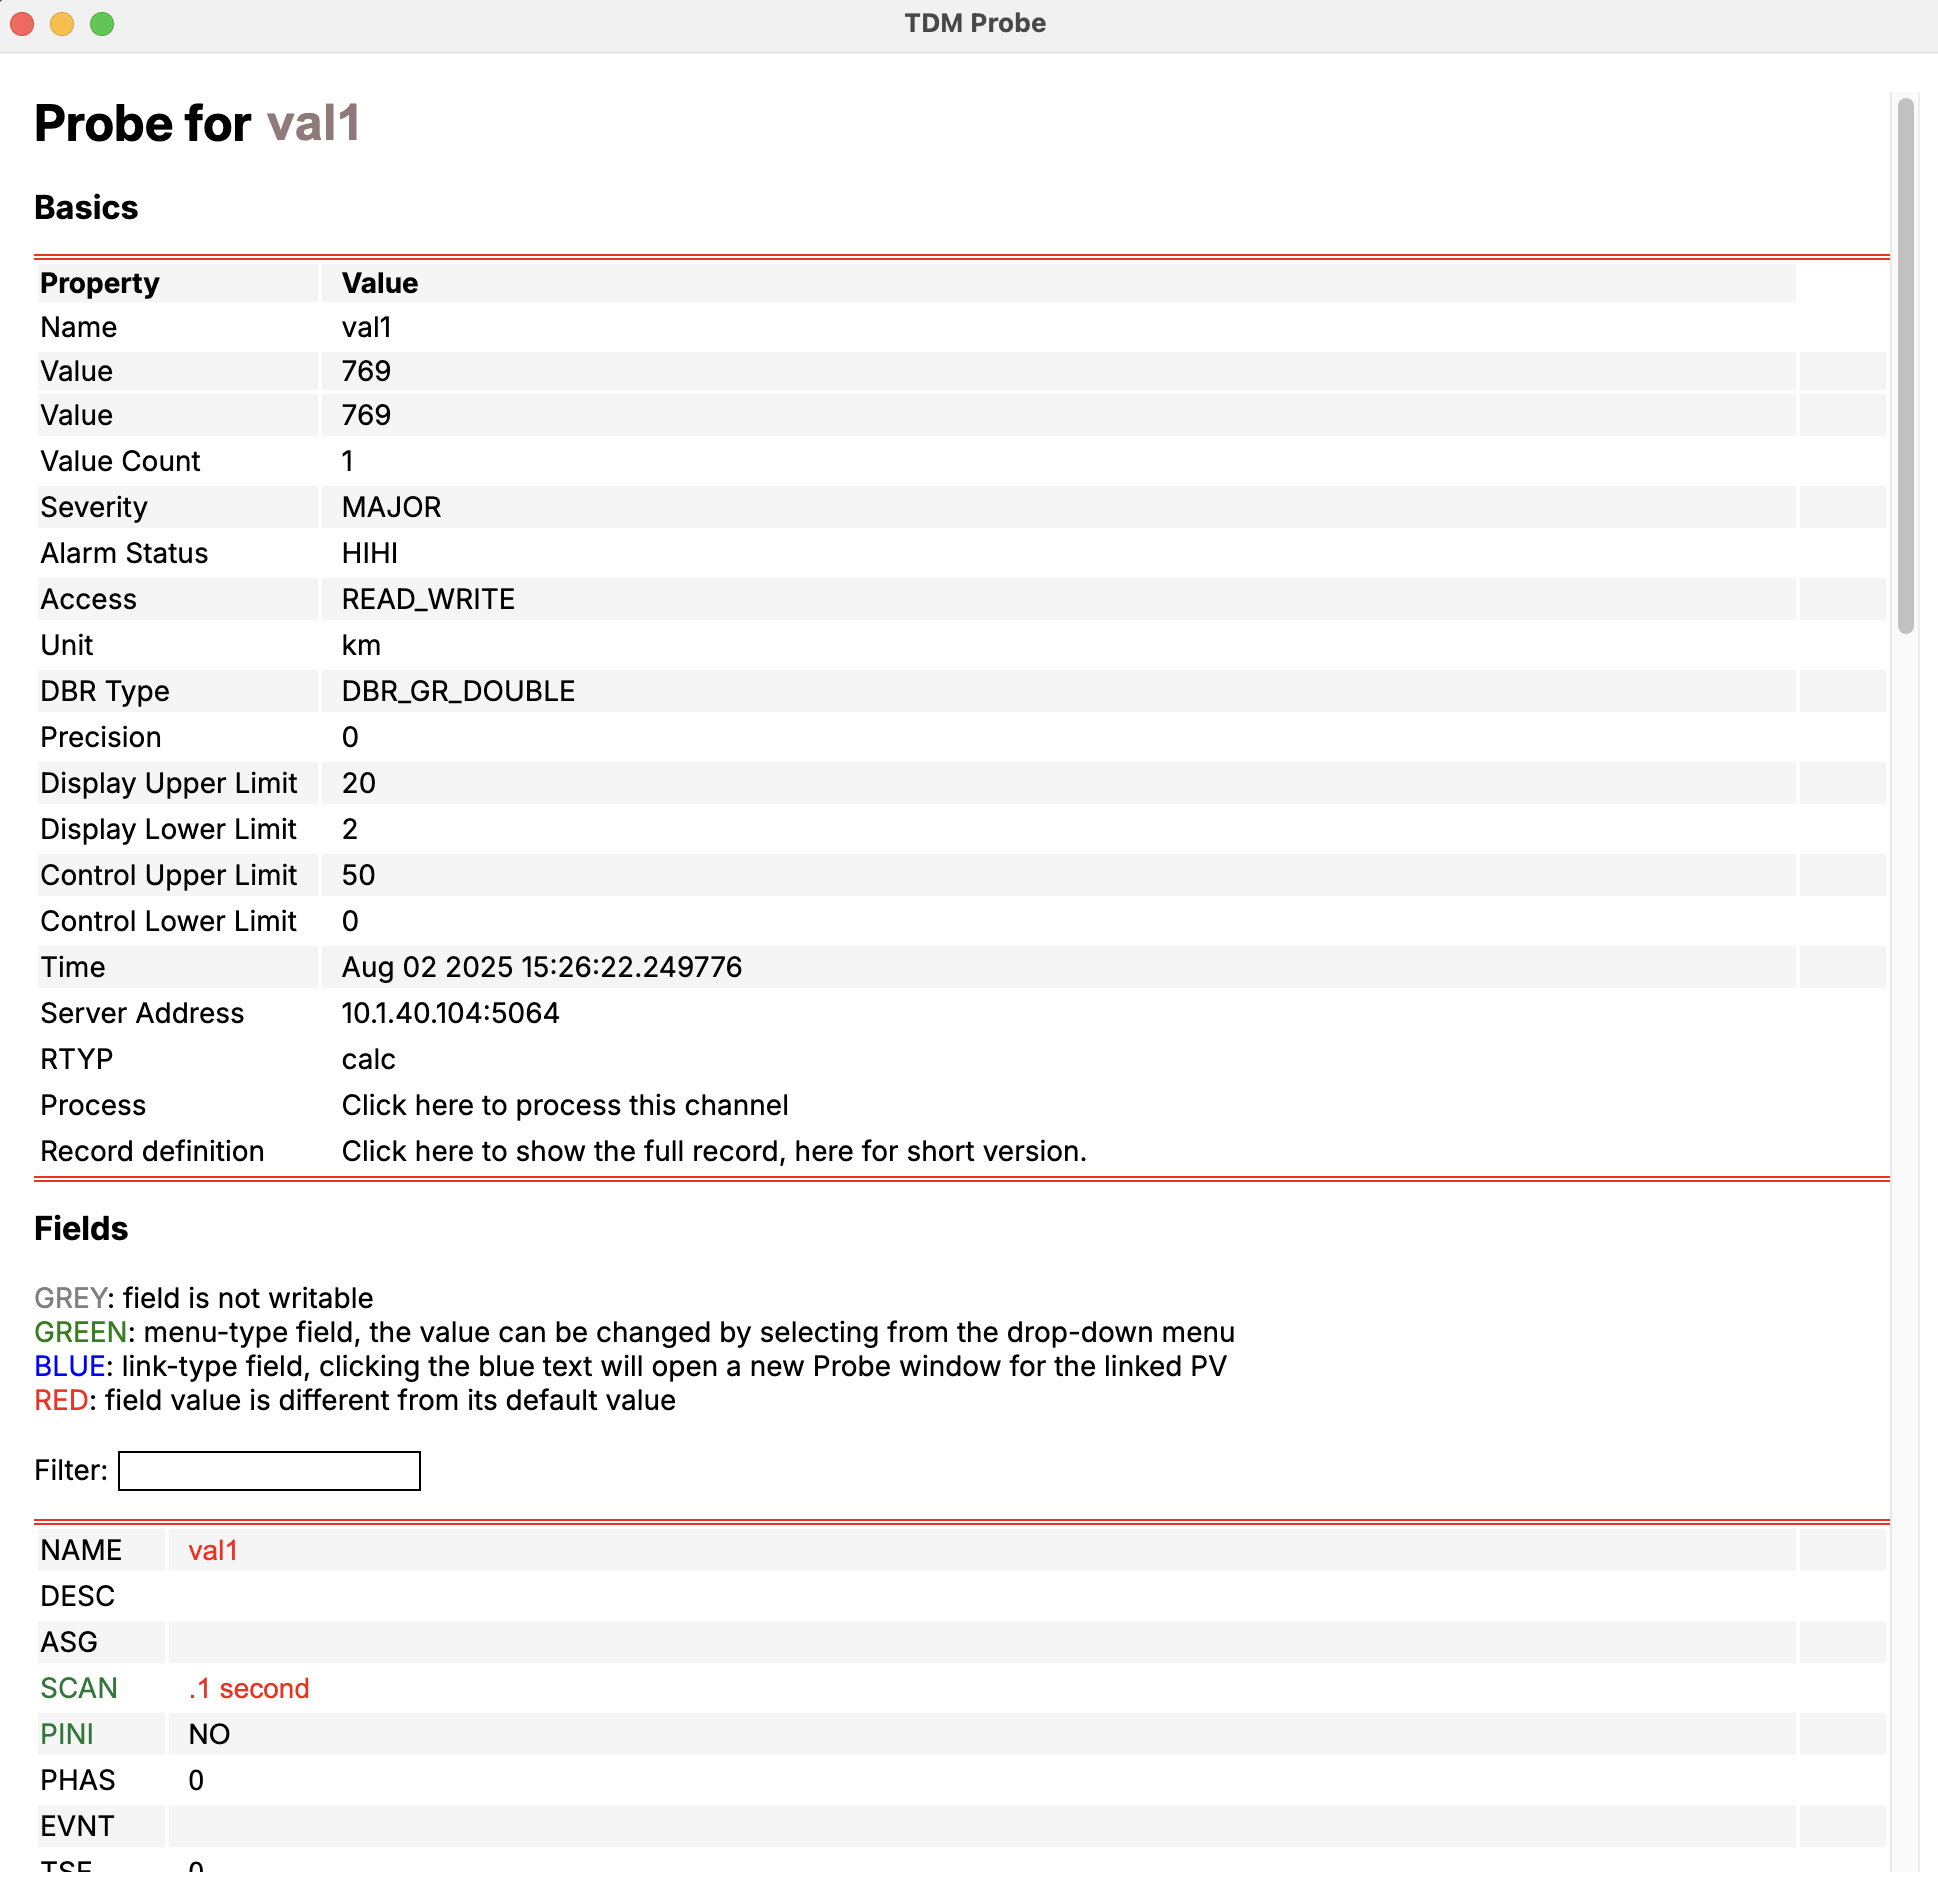 TDM Probe
Probe for val1
Basics
Property Value
Name val1
Value 769
Value 769
Value Count 1
Severity MAJOR
Alarm Status HIHI
Access READ_WRITE
Unit km
DBR Type DBR_GR_DOUBLE
Precision 0
Display Upper Limit 20
Display Lower Limit 2
Control Upper Limit 50
Control Lower Limit 0
Time Aug 02 2025 15:26:22.249776
Server Address 10.1.40.104:5064
RTYP calc
Process Click here to process this channel
Record definition Click here to show the full record, here for short version.
Fields
GREY: field is not writable
GREEN: menu-type field, the value can be changed by selecting from the drop-down menu
BLUE: link-type field, clicking the blue text will open a new Probe window for the linked PV
RED: field value is different from its default value
Filter:
NAME val1
DESC
ASG
SCAN .1 second
PINI NO
PHAS 0
EVNT
TSE 0